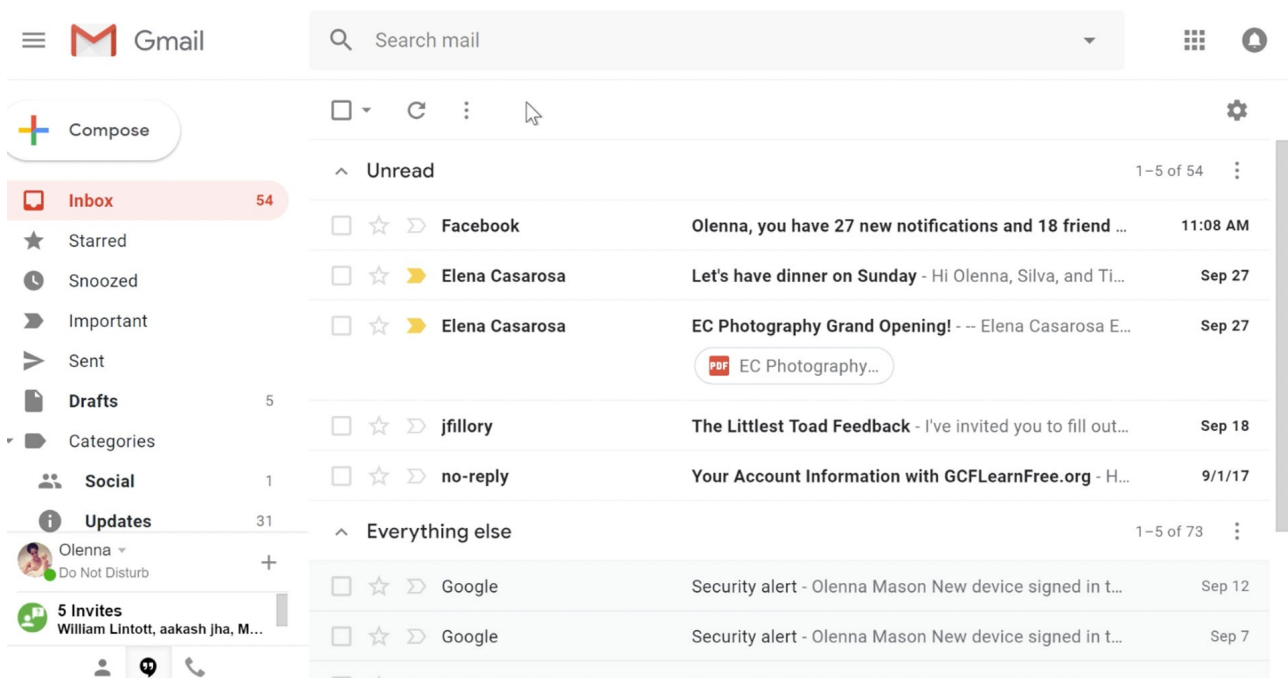 Gmail
Search mail
Compose
Inbox 54
Starred
Snoozed
Important
Sent
Drafts 5
Categories
Social 1
Updates 31
Olenna
Do Not Disturb
5 Invites
William Lintott, aakash jha, M...
Unread 1–5 of 54
Facebook Olenna, you have 27 new notifications and 18 friend ... 11:08 AM
Elena Casarosa Let's have dinner on Sunday - Hi Olenna, Silva, and Ti... Sep 27
Elena Casarosa EC Photography Grand Opening! - -- Elena Casarosa E... Sep 27
PDF EC Photography...
jfillory The Littlest Toad Feedback - I've invited you to fill out... Sep 18
no-reply Your Account Information with GCFLearnFree.org - H... 9/1/17
Everything else 1–5 of 73
Google Security alert - Olenna Mason New device signed in t... Sep 12
Google Security alert - Olenna Mason New device signed in t... Sep 7